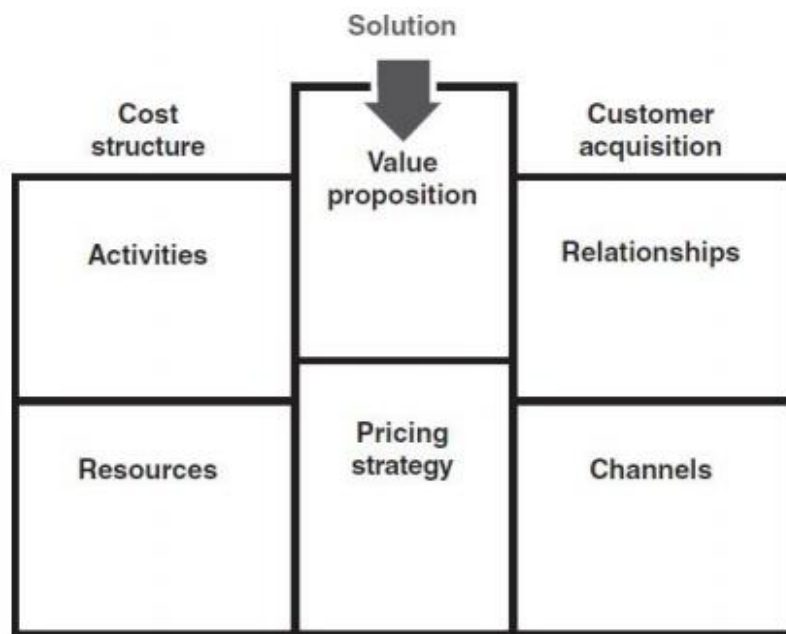 Solution
Cost
structure
Value
proposition
Customer
acquisition
Activities
Relationships
Resources
Pricing
strategy
Channels